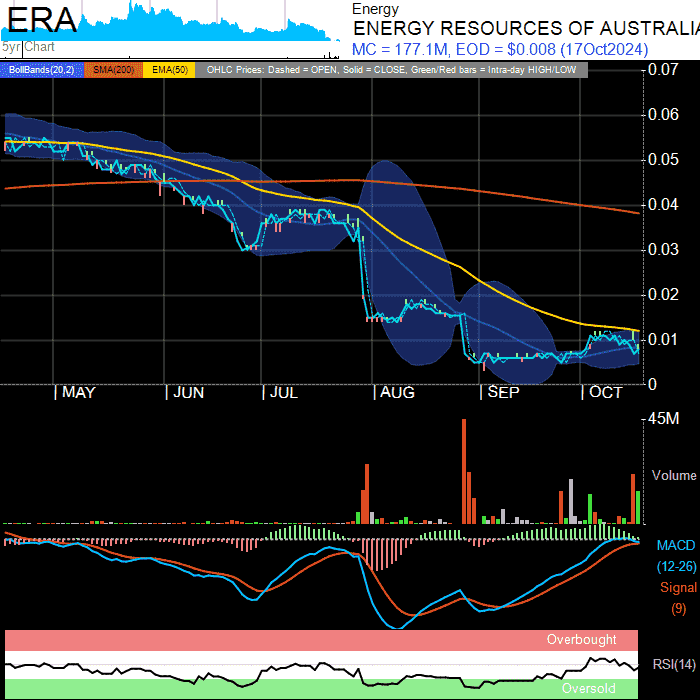 ERA
Energy
ENERGY RESOURCES OF AUSTRALIA
5yr Chart
MC = 177.1M, EOD = $0.008 (17Oct2024)
BollBands(20,2) SMA(200) EMA(50) OHLC Prices: Dashed = OPEN, Solid = CLOSE, Green/Red bars = Intra-day HIGH/LOW
0.07
0.06
0.05
0.04
0.03
0.02
0.01
0
MAY JUN JUL AUG SEP OCT
45M
Volume
MACD
(12-26)
Signal
(9)
Overbought
RSI(14)
Oversold